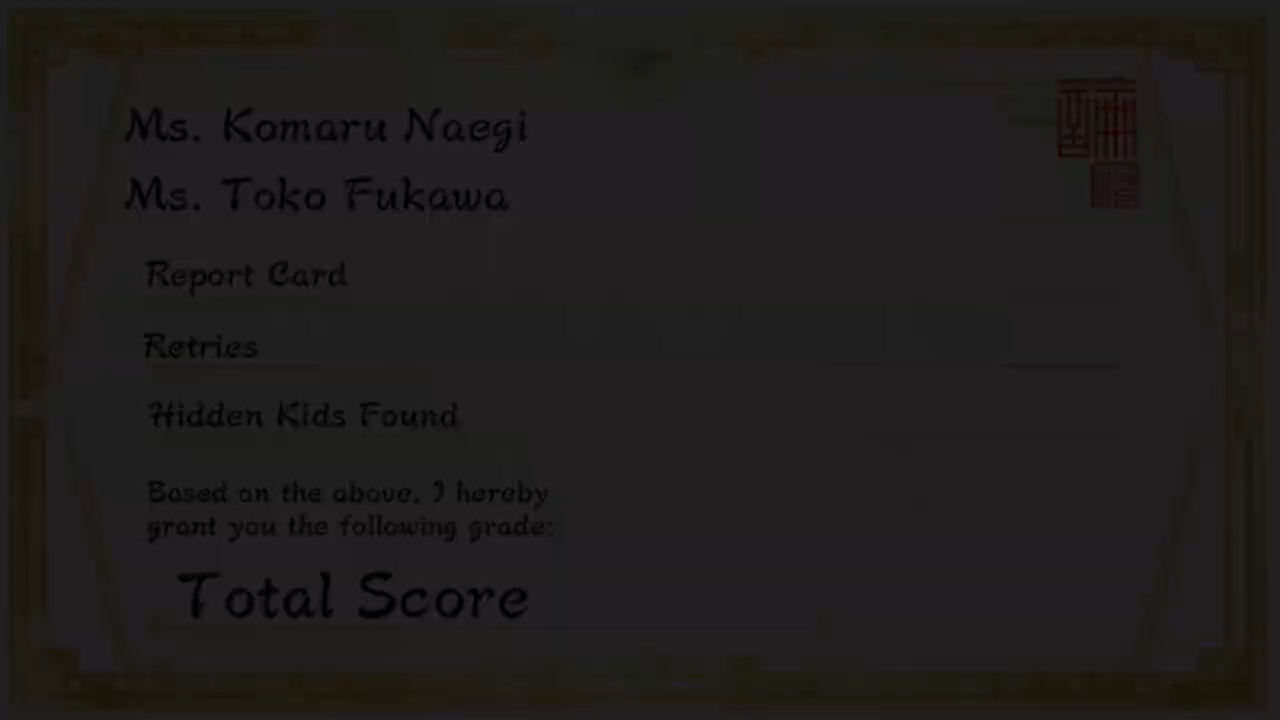 Ms. Komaru Naegi
Ms. Toko Fukawa
Report Card
Retries
Hidden Kids Found
Based on the above, I hereby
grant you the following grade:
Total Score